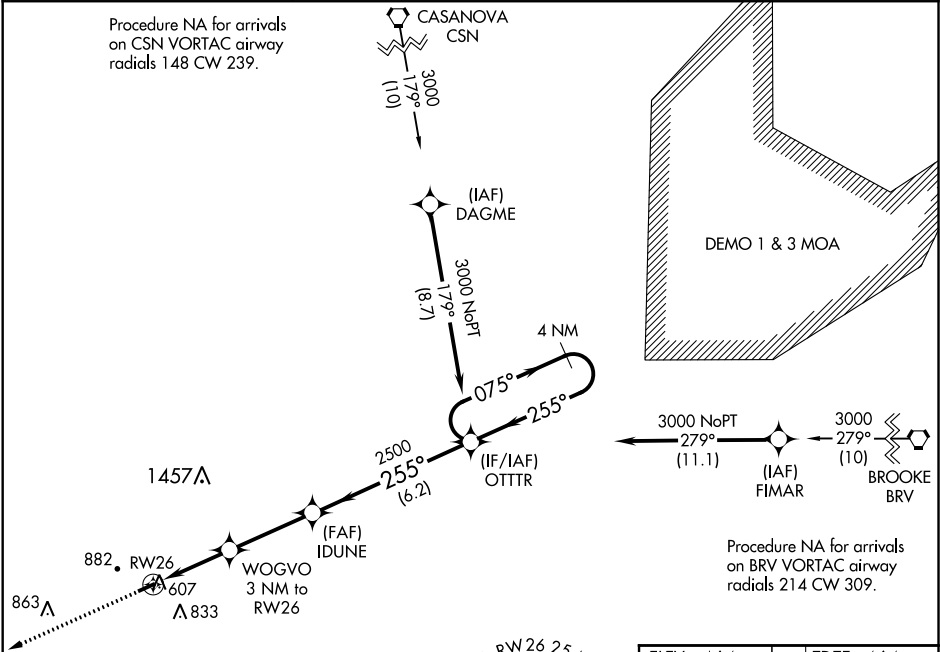 Procedure NA for arrivals
on CSN VORTAC airway
radials 148 CW 239.
CASANOVA
CSN
3000
179°
(10)
(IAF)
DAGME
3000 NoPT
179°
(8.7)
DEMO 1 & 3 MOA
4 NM
075°
255°
3000 NoPT
279°
(11.1)
3000
279°
(10)
(IAF)
FIMAR
BROOKE
BRV
(IF/IAF)
OTTTR
2500
255°
(6.2)
1457
(FAF)
IDUNE
WOGVO
3 NM to
RW26
882
RW26
607
863
833
Procedure NA for arrivals
on BRV VORTAC airway
radials 214 CW 309.